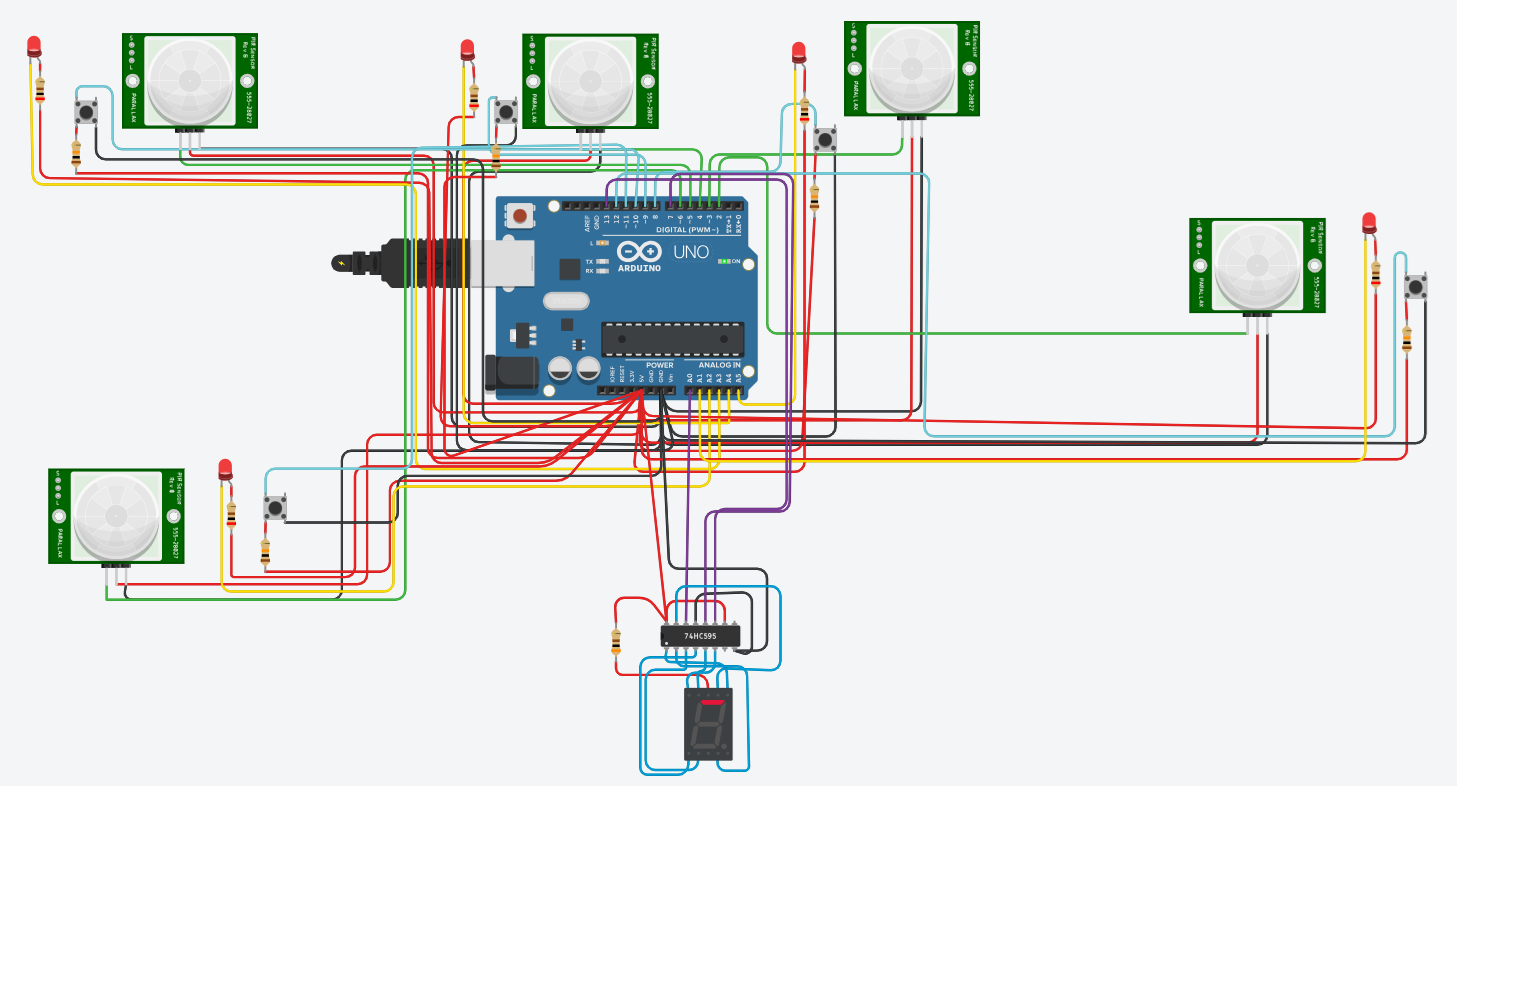 S
L
PARALLAX
PIR Sensor
Rev B
555-28027
S
L
PARALLAX
PIR Sensor
Rev B
555-28027
S
L
PARALLAX
PIR Sensor
Rev B
555-28027
AREF
GND
13
12
~11
~10
~9
8
7
~6
~5
4
~3
2
TX→1
RX←0
DIGITAL (PWM~)
L
TX
RX
ARDUINO
UNO
ON
S
L
PARALLAX
PIR Sensor
Rev B
555-28027
POWER
ANALOG IN
IOREF
RESET
3.3V
5V
GND
GND
Vin
A0
A1
A2
A3
A4
A5
S
L
PARALLAX
PIR Sensor
Rev B
555-28027
74HC595